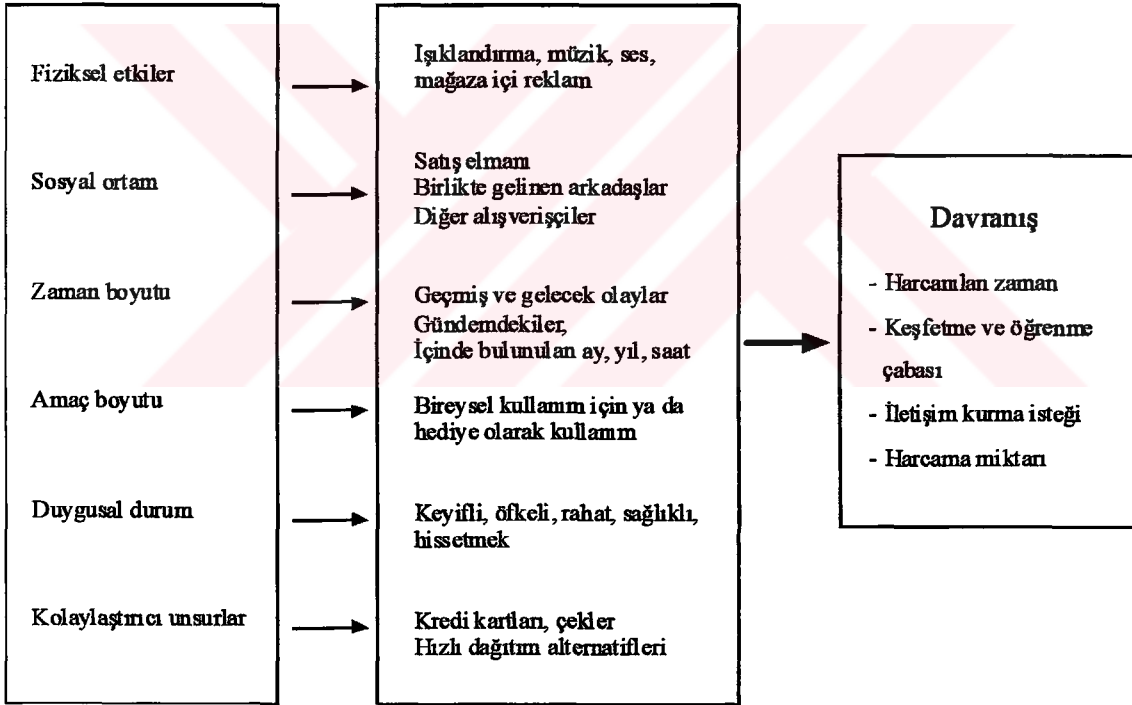 Fiziksel etkiler
Işıklandırma, müzik, ses,
mağaza içi reklam
Sosyal ortam
Satış elmanı
Birlikte gelinen arkadaşlar
Diğer alışverişçiler
Zaman boyutu
Geçmiş ve gelecek olaylar
Gündemdekiler,
İçinde bulunulan ay, yıl, saat
Amaç boyutu
Bireysel kullanım için ya da
hediye olarak kullanım
Duygusal durum
Keyifli, öfkeli, rahat, sağlıklı,
hissetmek
Kolaylaştırıcı unsurlar
Kredi kartları, çekler
Hızlı dağıtım alternatifleri
Davranış
- Harcanılan zaman
- Keşfetme ve öğrenme
çabası
- İletişim kurma isteği
- Harcama miktarı